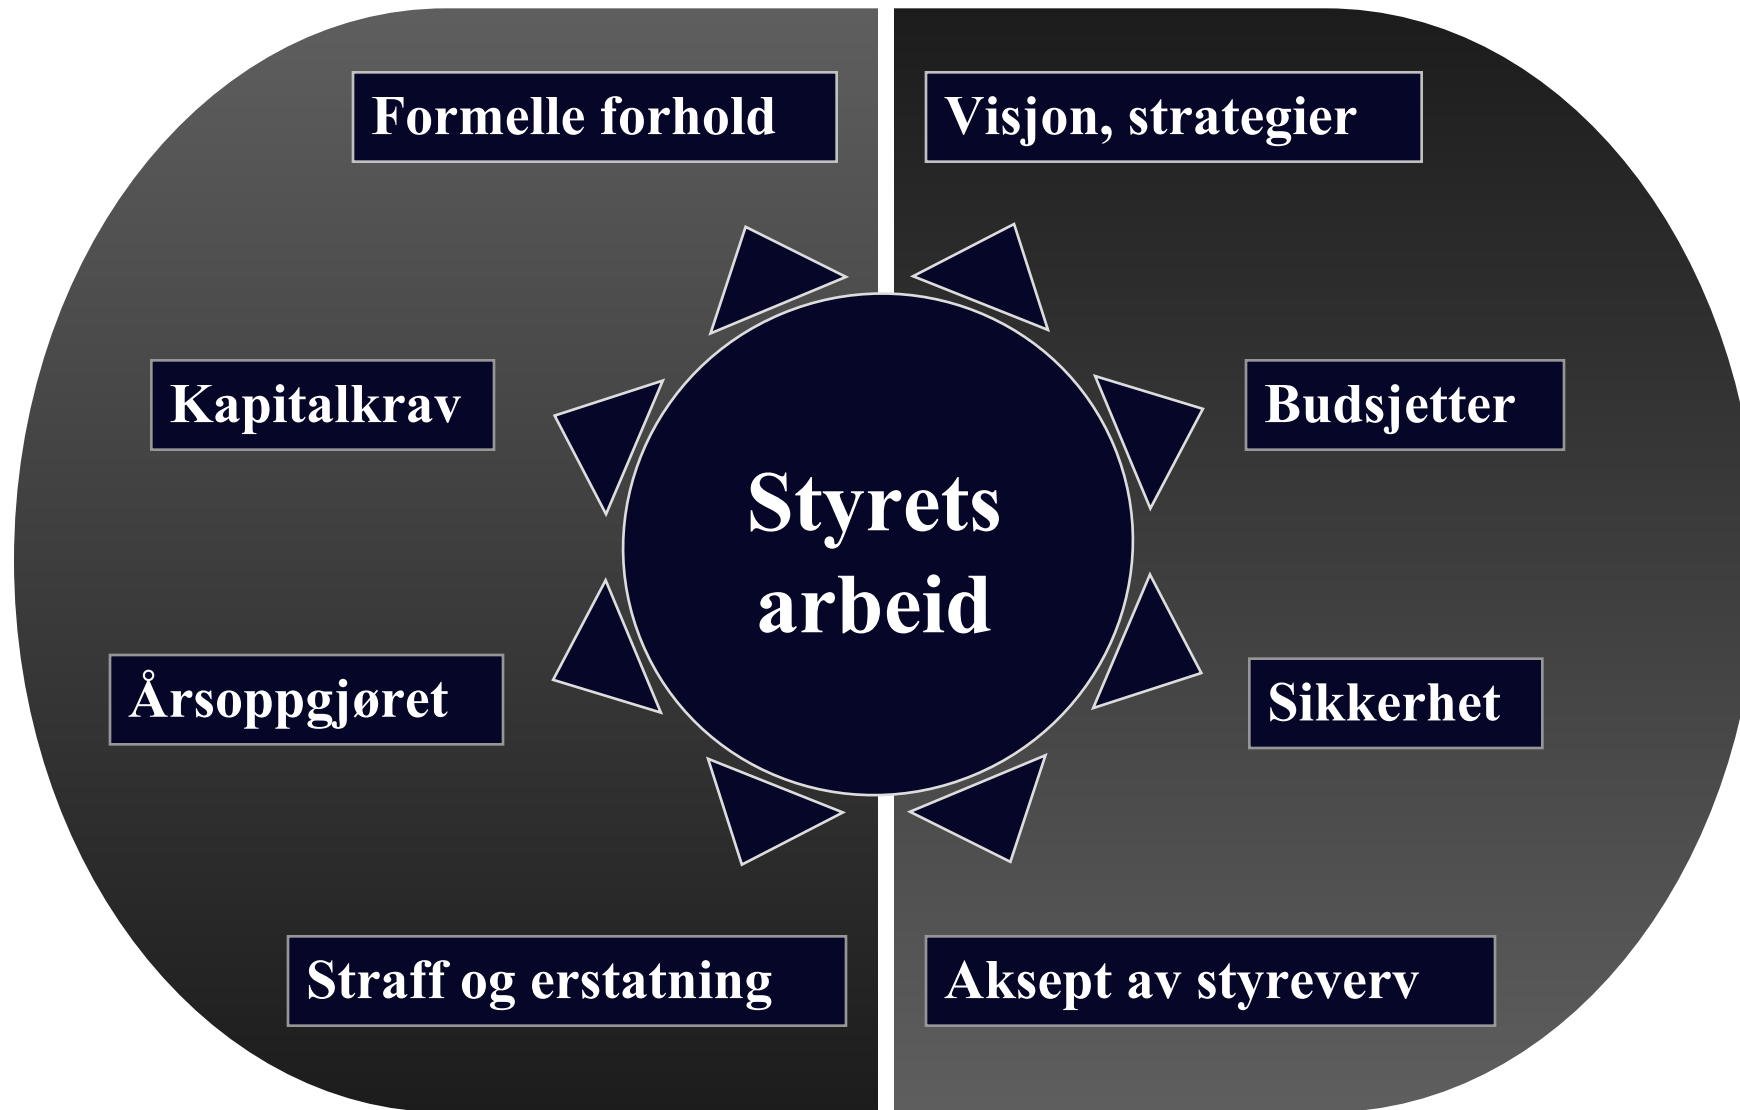 Formelle forhold
Visjon, strategier
Kapitalkrav
Budsjetter
Styrets
arbeid
Årsoppgjøret
Sikkerhet
Straff og erstatning
Aksept av styreverv